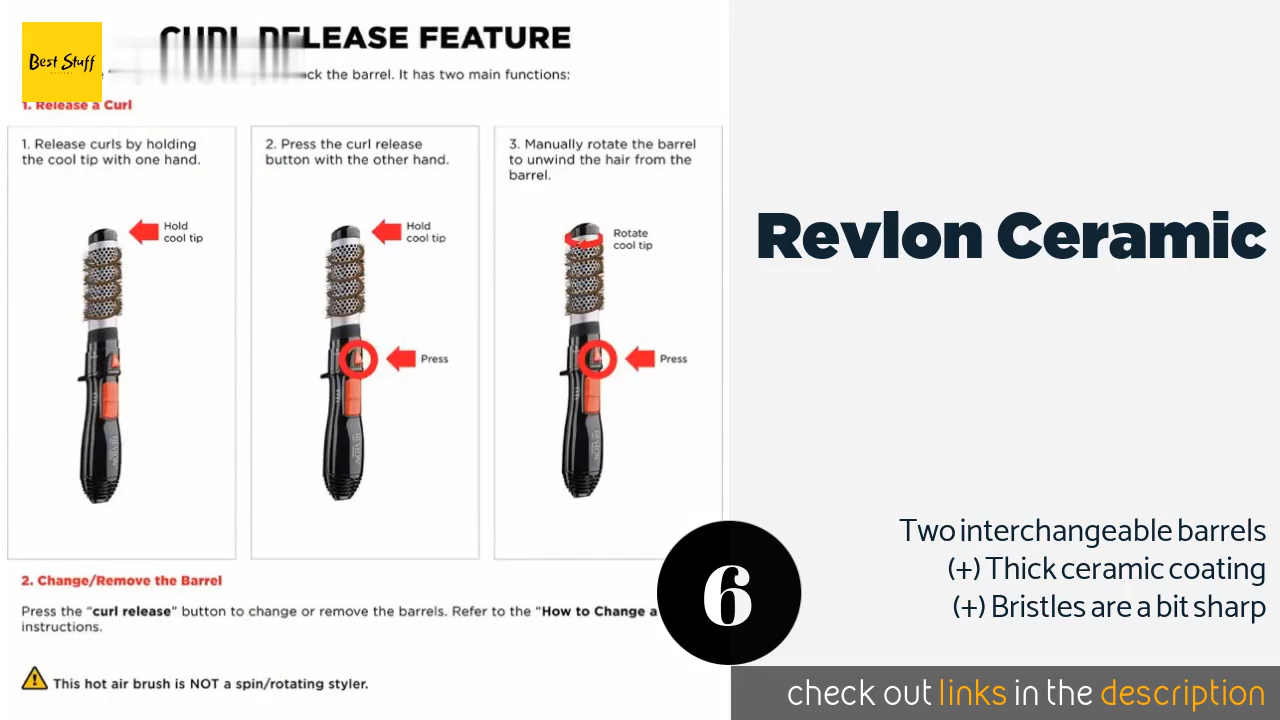 Best Stuff
RELEASE FEATURE
the barrel. It has two main functions:
1. Release a Curl
1. Release curls by holding
the cool tip with one hand.
Hold
cool tip
2. Press the curl release
button with the other hand.
Hold
cool tip
Press
3. Manually rotate the barrel
to unwind the hair from the
barrel.
Rotate
cool tip
Press
2. Change/Remove the Barrel
Press the “curl release” button to change or remove the barrels. Refer to the “How to Change a
instructions.
This hot air brush is NOT a spin/rotating styler.
Revlon Ceramic
6
Two interchangeable barrels
(+) Thick ceramic coating
(+) Bristles are a bit sharp
check out links in the description